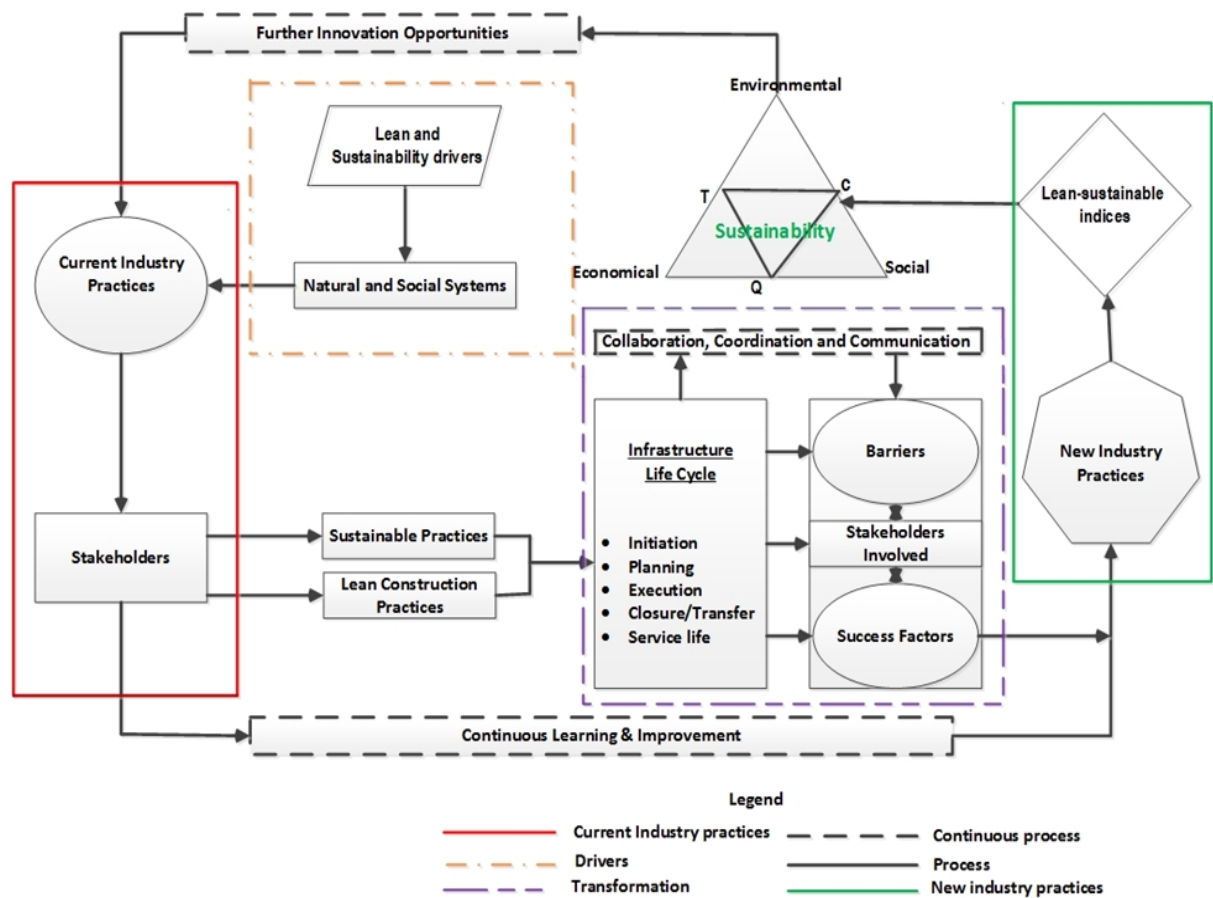 Further Innovation Opportunities
Environmental
Lean and
Sustainability drivers
T
C
Sustainability
Lean-sustainable
indices
Current Industry
Practices
Natural and Social Systems
Economical
Social
Q
Collaboration, Coordination and Communication
Infrastructure
Life Cycle
Barriers
New Industry
Practices
Stakeholders
Sustainable Practices
Lean Construction
Practices
• Initiation
• Planning
• Execution
• Closure/Transfer
• Service life
Stakeholders
Involved
Success Factors
Continuous Learning & Improvement
Legend
Current Industry practices
Continuous process
Drivers
Process
Transformation
New industry practices